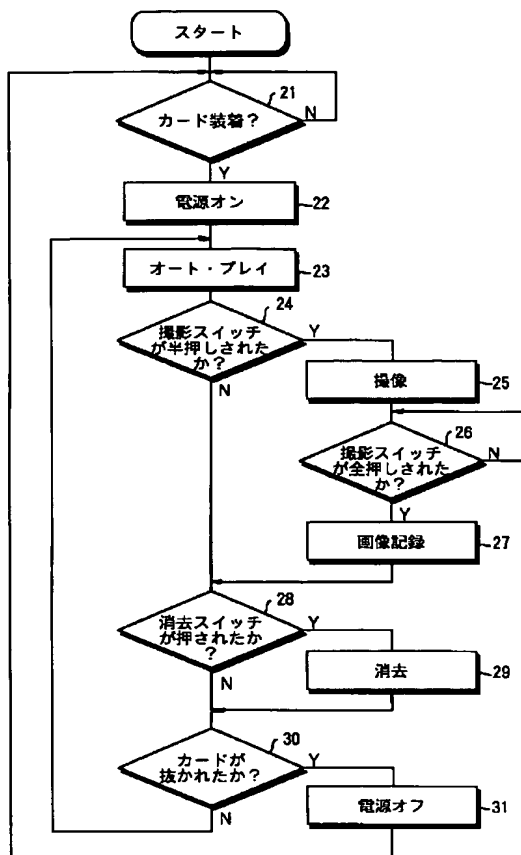 スタート
21
カード装着?
N
Y
電源オン
22
オート・プレイ
23
24
撮影スイッチ
が半押しされた
か?
Y
N
撮像
25
26
撮影スイッチ
が全押しされた
か?
N
Y
画像記録
27
28
消去スイッチ
が押されたか
?
Y
N
消去
29
30
カードが
抜かれたか?
Y
N
電源オフ
31